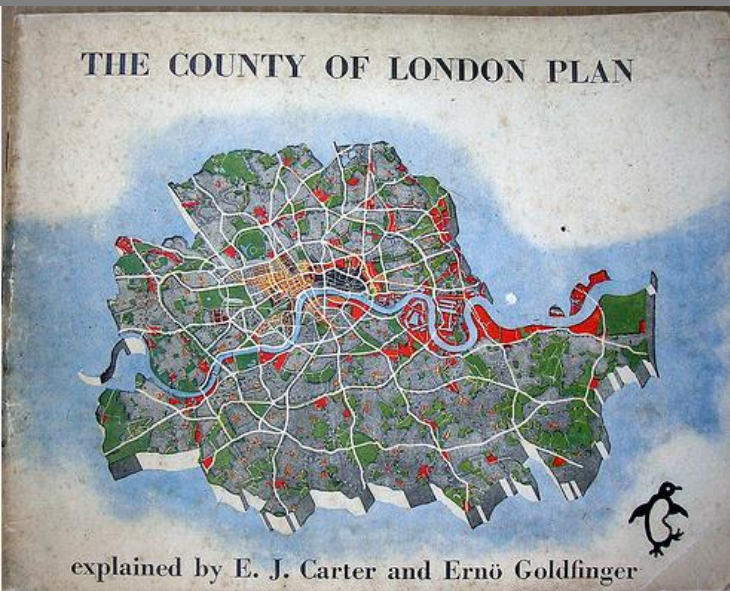 THE COUNTY OF LONDON PLAN
explained by E. J. Carter and Ernö Goldfinger